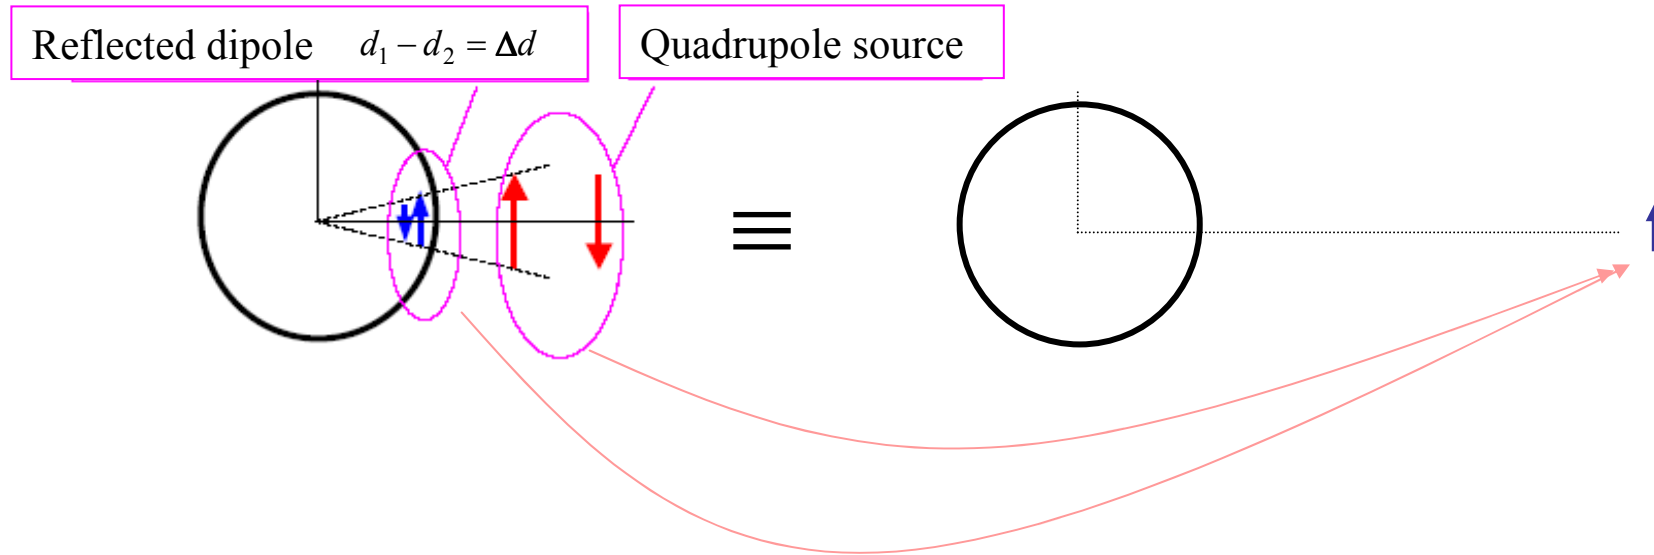 Reflected dipole d₁ − d₂ = Δd
Quadrupole source
≡